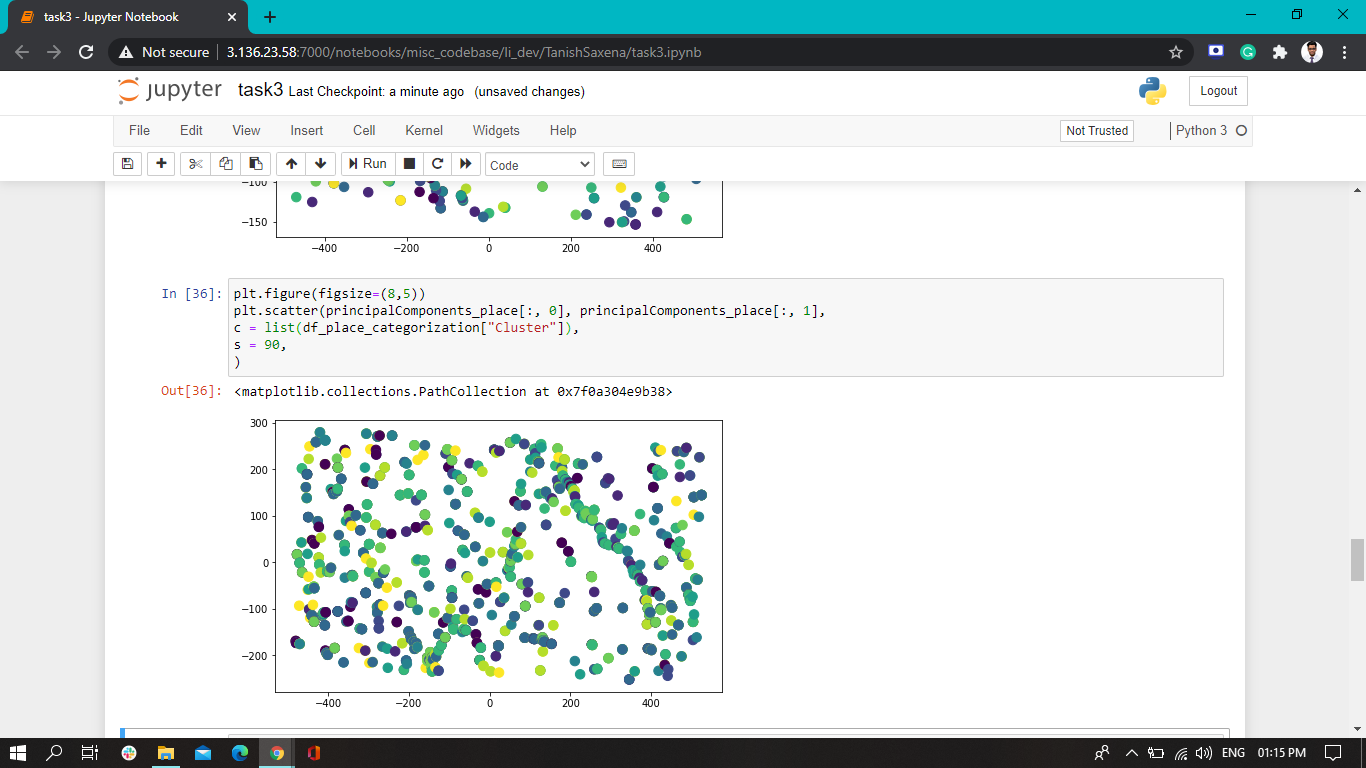 task3 - Jupyter Notebook
Not secure 3.136.23.58:7000/notebooks/misc_codebase/li_dev/TanishSaxena/task3.ipynb
jupyter task3 Last Checkpoint: a minute ago (unsaved changes)
Logout
File Edit View Insert Cell Kernel Widgets Help
Not Trusted
Python 3
Run
Code
−100
−150
−400 −200 0 200 400
In [36]: plt.figure(figsize=(8,5))
plt.scatter(principalComponents_place[:, 0], principalComponents_place[:, 1],
c = list(df_place_categorization["Cluster"]),
s = 90,
)
Out[36]: <matplotlib.collections.PathCollection at 0x7f0a304e9b38>
300
200
100
0
−100
−200
−400 −200 0 200 400
ENG 01:15 PM